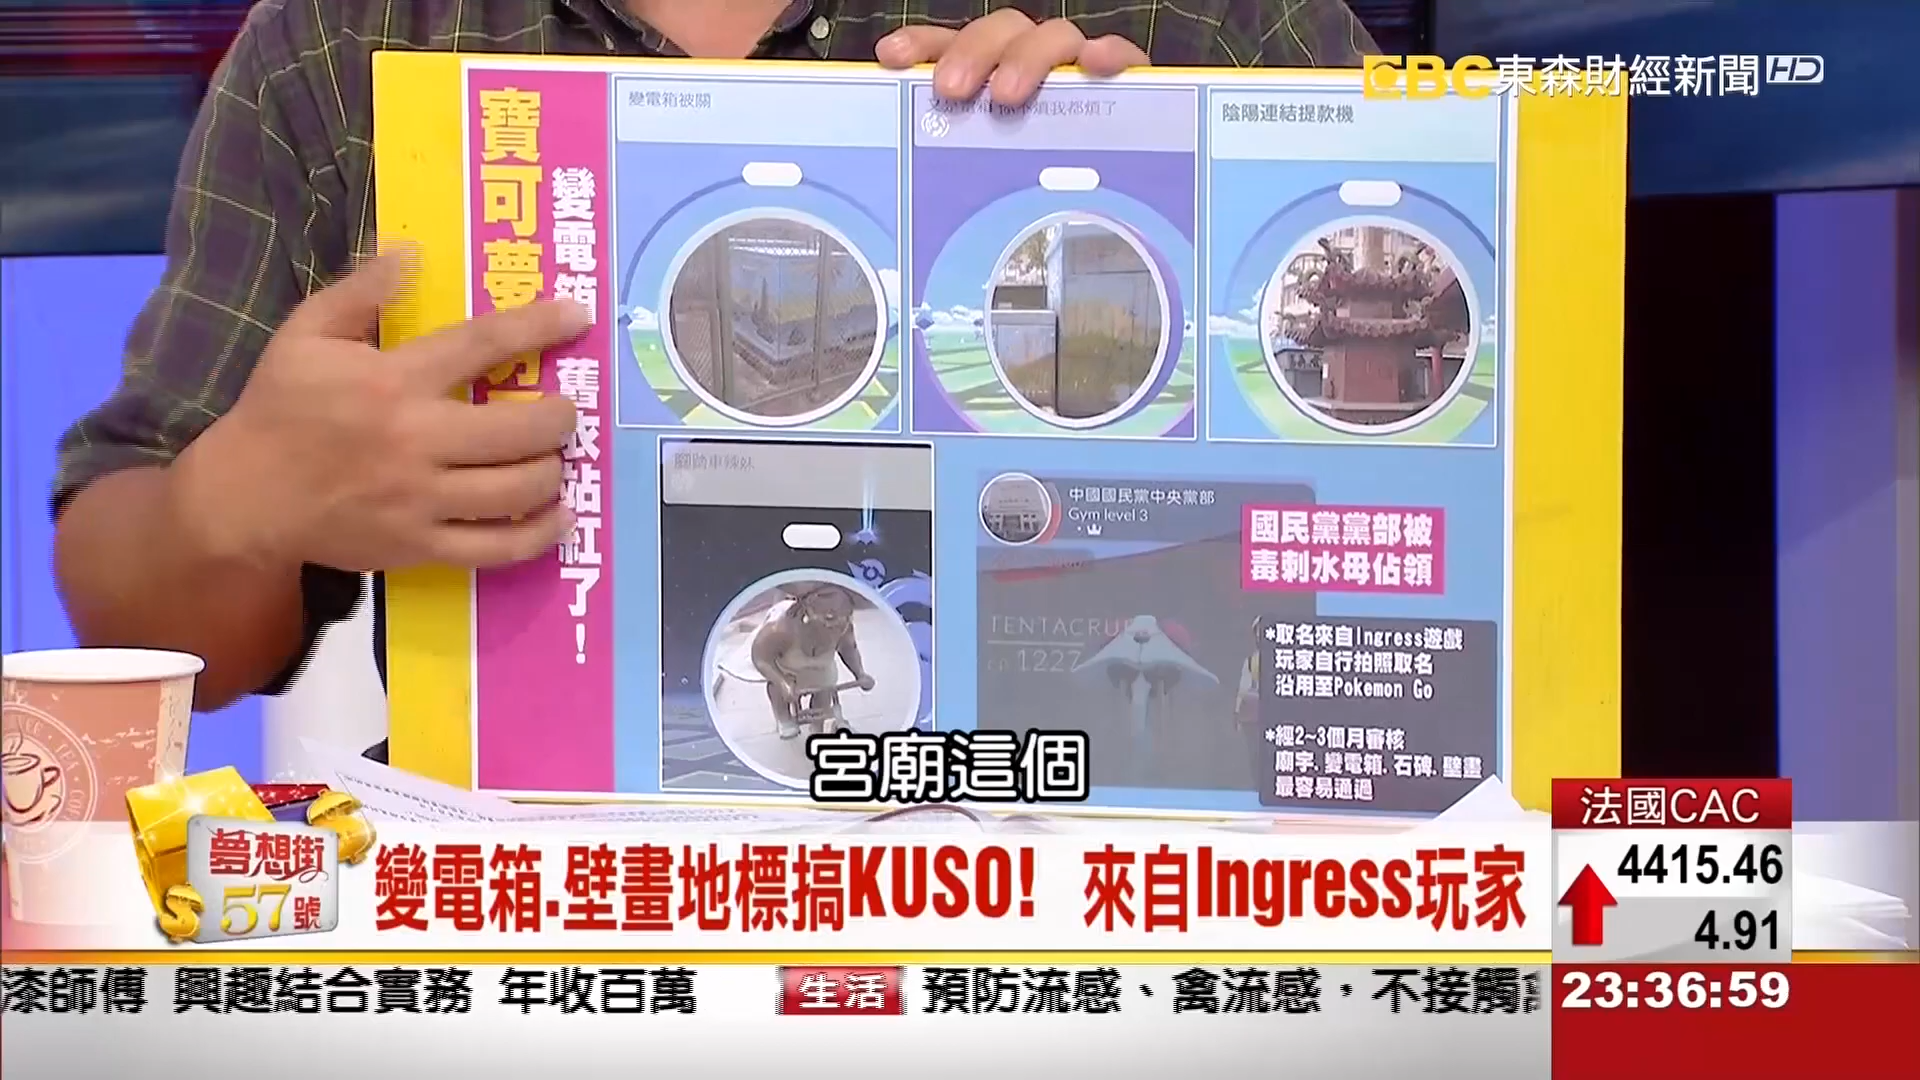 EBC東森財經新聞HD
寶可夢
變電箱 舊衣站紅了!
變電箱被關
我都煩了
陰陽連結提款機
腳踏車辣妹
中國國民黨中央黨部
Gym level 3
國民黨黨部被
毒刺水母佔領
TENTACRUEL
CP 1227
*取名來自Ingress遊戲
玩家自行拍照取名
沿用至Pokemon Go
*經2~3個月審核
廟宇.變電箱.石碑.壁畫
最容易通過
宮廟這個
夢想街
57號
變電箱.壁畫地標搞KUSO! 來自Ingress玩家
法國CAC
4415.46
4.91
漆師傅 興趣結合實務 年收百萬
生活 預防流感、禽流感，不接觸
23:36:59